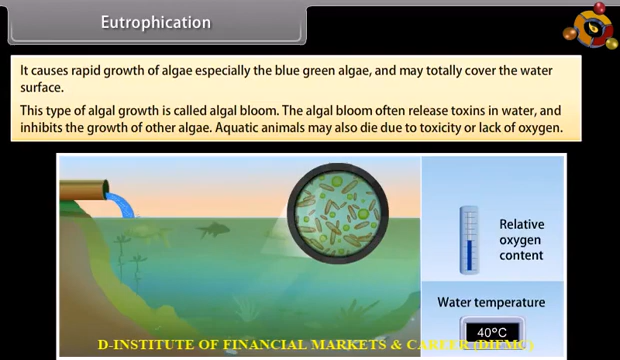 Eutrophication
It causes rapid growth of algae especially the blue green algae, and may totally cover the water
surface.
This type of algal growth is called algal bloom. The algal bloom often release toxins in water, and
inhibits the growth of other algae. Aquatic animals may also die due to toxicity or lack of oxygen.
Relative
oxygen
content
Water temperature
40°C
D-INSTITUTE OF FINANCIAL MARKETS & CAREER (DIFMC)